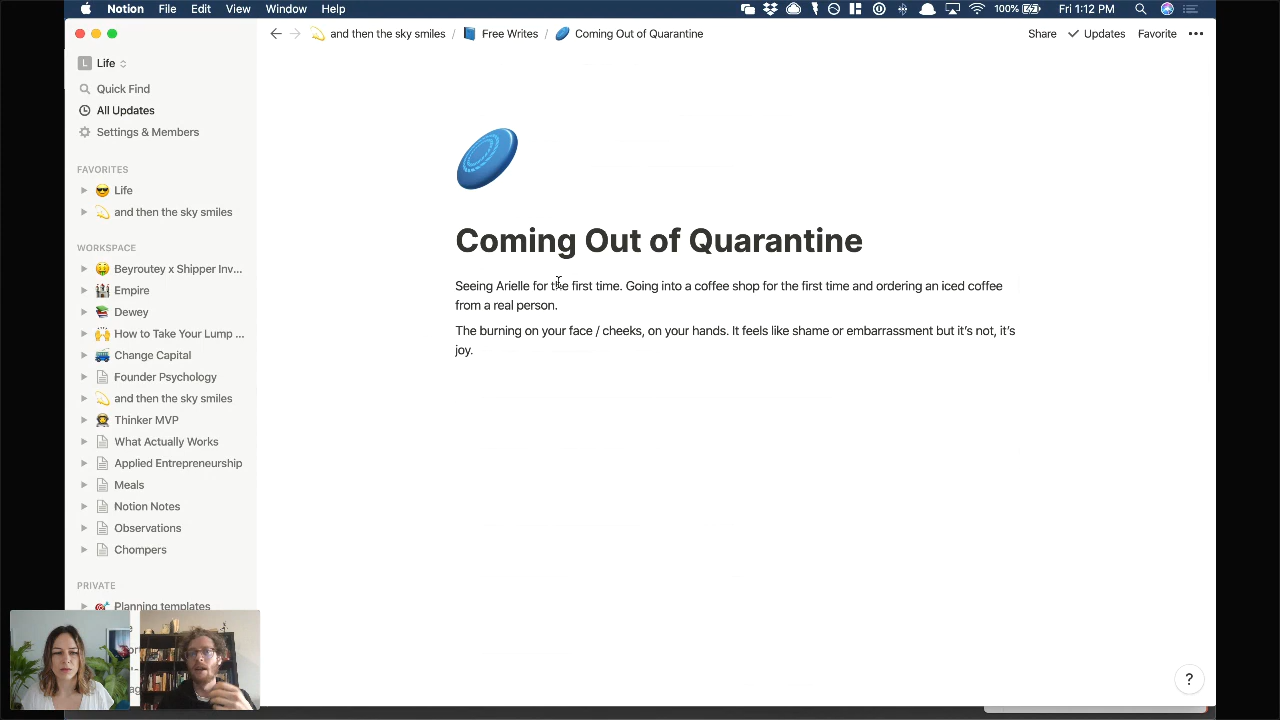 Notion File Edit View Window Help 100% Fri 1:12 PM
and then the sky smiles / Free Writes / Coming Out of Quarantine Share Updates Favorite
L Life
Quick Find
All Updates
Settings & Members
FAVORITES
Life
and then the sky smiles
WORKSPACE
Beyroutey x Shipper Inv...
Empire
Dewey
How to Take Your Lump ...
Change Capital
Founder Psychology
and then the sky smiles
Thinker MVP
What Actually Works
Applied Entrepreneurship
Meals
Notion Notes
Observations
Chompers
PRIVATE
Planning templates
Coming Out of Quarantine
Seeing Arielle for the first time. Going into a coffee shop for the first time and ordering an iced coffee
from a real person.
The burning on your face / cheeks, on your hands. It feels like shame or embarrassment but it's not, it's
joy.
?